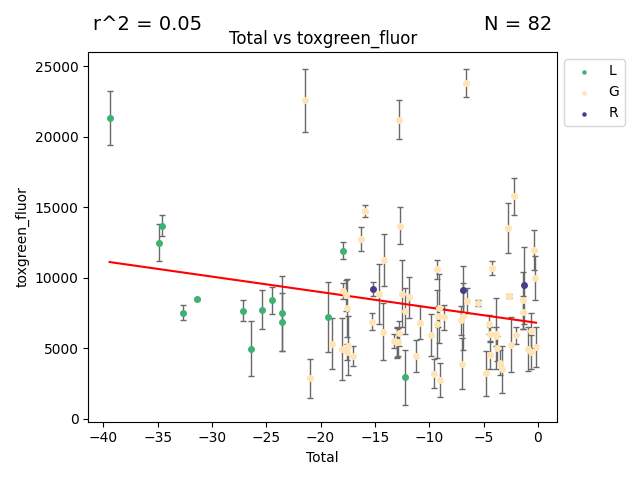 r^2 = 0.05
N = 82
Total vs toxgreen_fluor
25000
20000
15000
10000
5000
0
toxgreen_fluor
−40
−35
−30
−25
−20
−15
−10
−5
0
Total
L
G
R